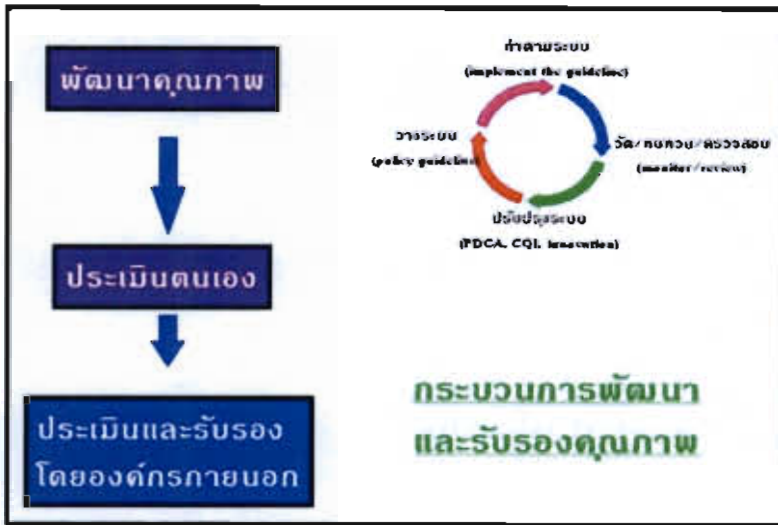 พัฒนาคุณภาพ
ประเมินตนเอง
ประเมินและรับรอง
โดยองค์กรภายนอก
ทำตามระบบ
(implement the guideline)
วัด/ทบทวน/ตรวจสอบ
(monitor/review)
ปรับปรุงระบบ
(PDCA, CQI, innovation)
วางระบบ
(policy guideline)
กระบวนการพัฒนา
และรับรองคุณภาพ